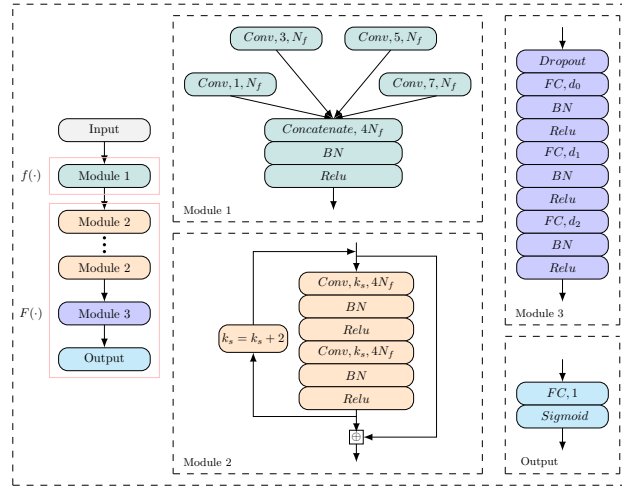 Input
f(·)
Module 1
Module 2
Module 2
F(·)
Module 3
Output
Conv, 3, N_f
Conv, 5, N_f
Conv, 1, N_f
Conv, 7, N_f
Concatenate, 4N_f
BN
Relu
Module 1
Conv, k_s, 4N_f
BN
Relu
k_s = k_s + 2
Conv, k_s, 4N_f
BN
Relu
⊕
Module 2
Dropout
FC, d_0
BN
Relu
FC, d_1
BN
Relu
FC, d_2
BN
Relu
Module 3
FC, 1
Sigmoid
Output